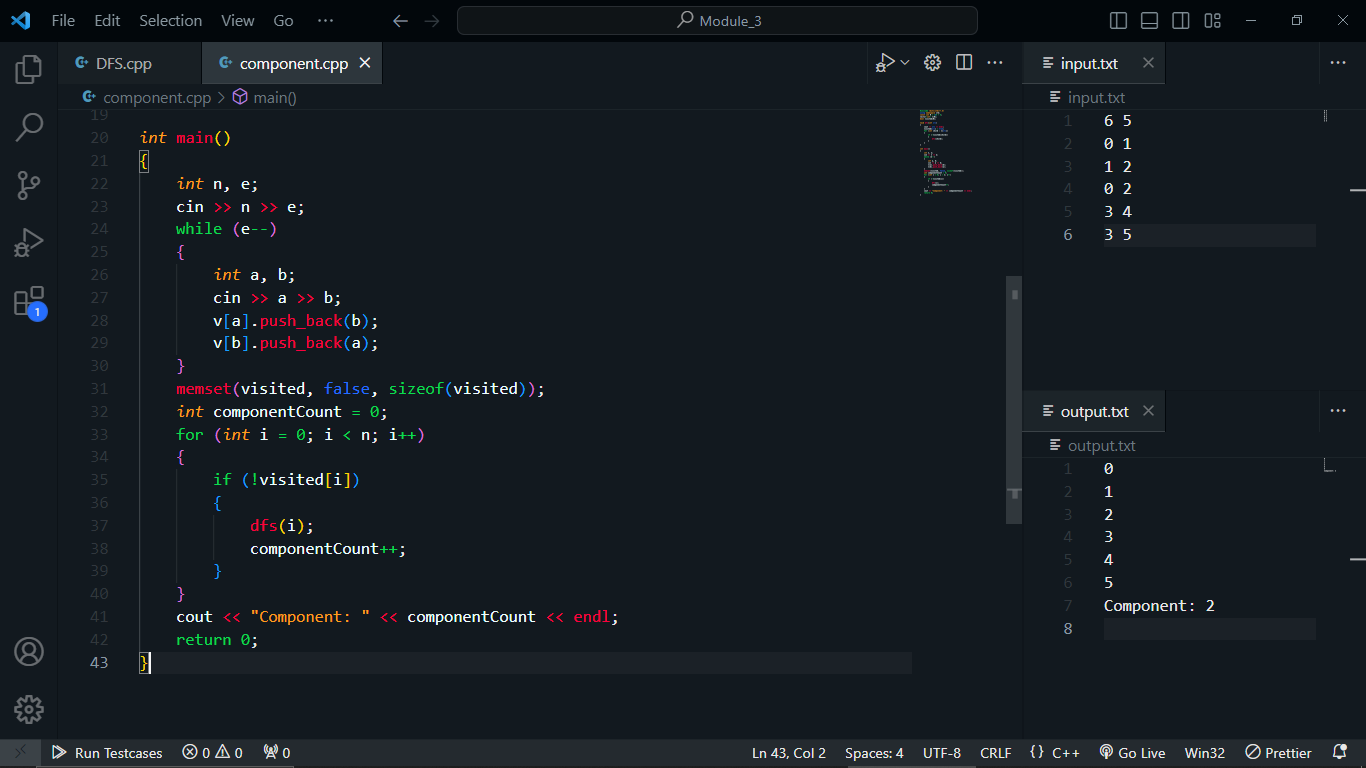 File Edit Selection View Go ··· Module_3
DFS.cpp component.cpp
component.cpp > main()
19
20 int main()
21 {
22 int n, e;
23 cin >> n >> e;
24 while (e--)
25 {
26 int a, b;
27 cin >> a >> b;
28 v[a].push_back(b);
29 v[b].push_back(a);
30 }
31 memset(visited, false, sizeof(visited));
32 int componentCount = 0;
33 for (int i = 0; i < n; i++)
34 {
35 if (!visited[i])
36 {
37 dfs(i);
38 componentCount++;
39 }
40 }
41 cout << "Component: " << componentCount << endl;
42 return 0;
43 }
input.txt
input.txt
1 6 5
2 0 1
3 1 2
4 0 2
5 3 4
6 3 5
output.txt
output.txt
1 0
2 1
3 2
4 3
5 4
6 5
7 Component: 2
8
1
Run Testcases 0 0 0 Ln 43, Col 2 Spaces: 4 UTF-8 CRLF {} C++ Go Live Win32 Prettier